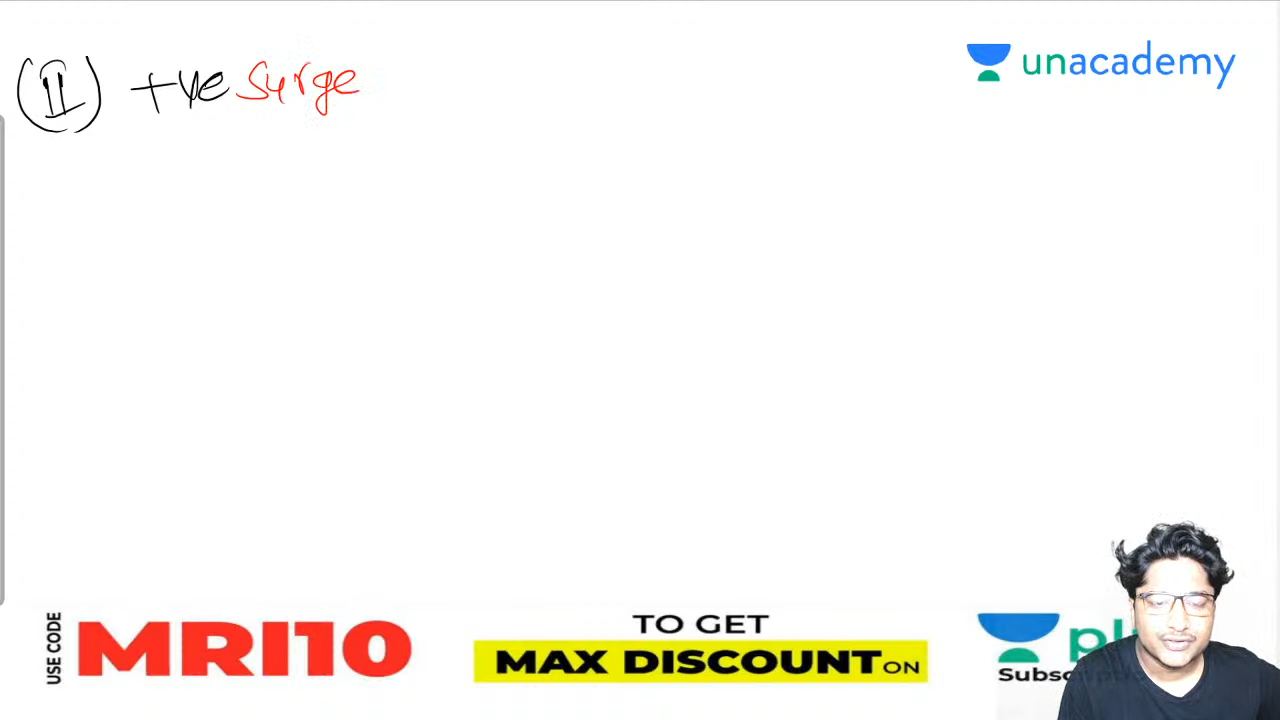 (II) +ve Surge
unacademy
USE CODE
MRI10
TO GET
MAX DISCOUNT ON